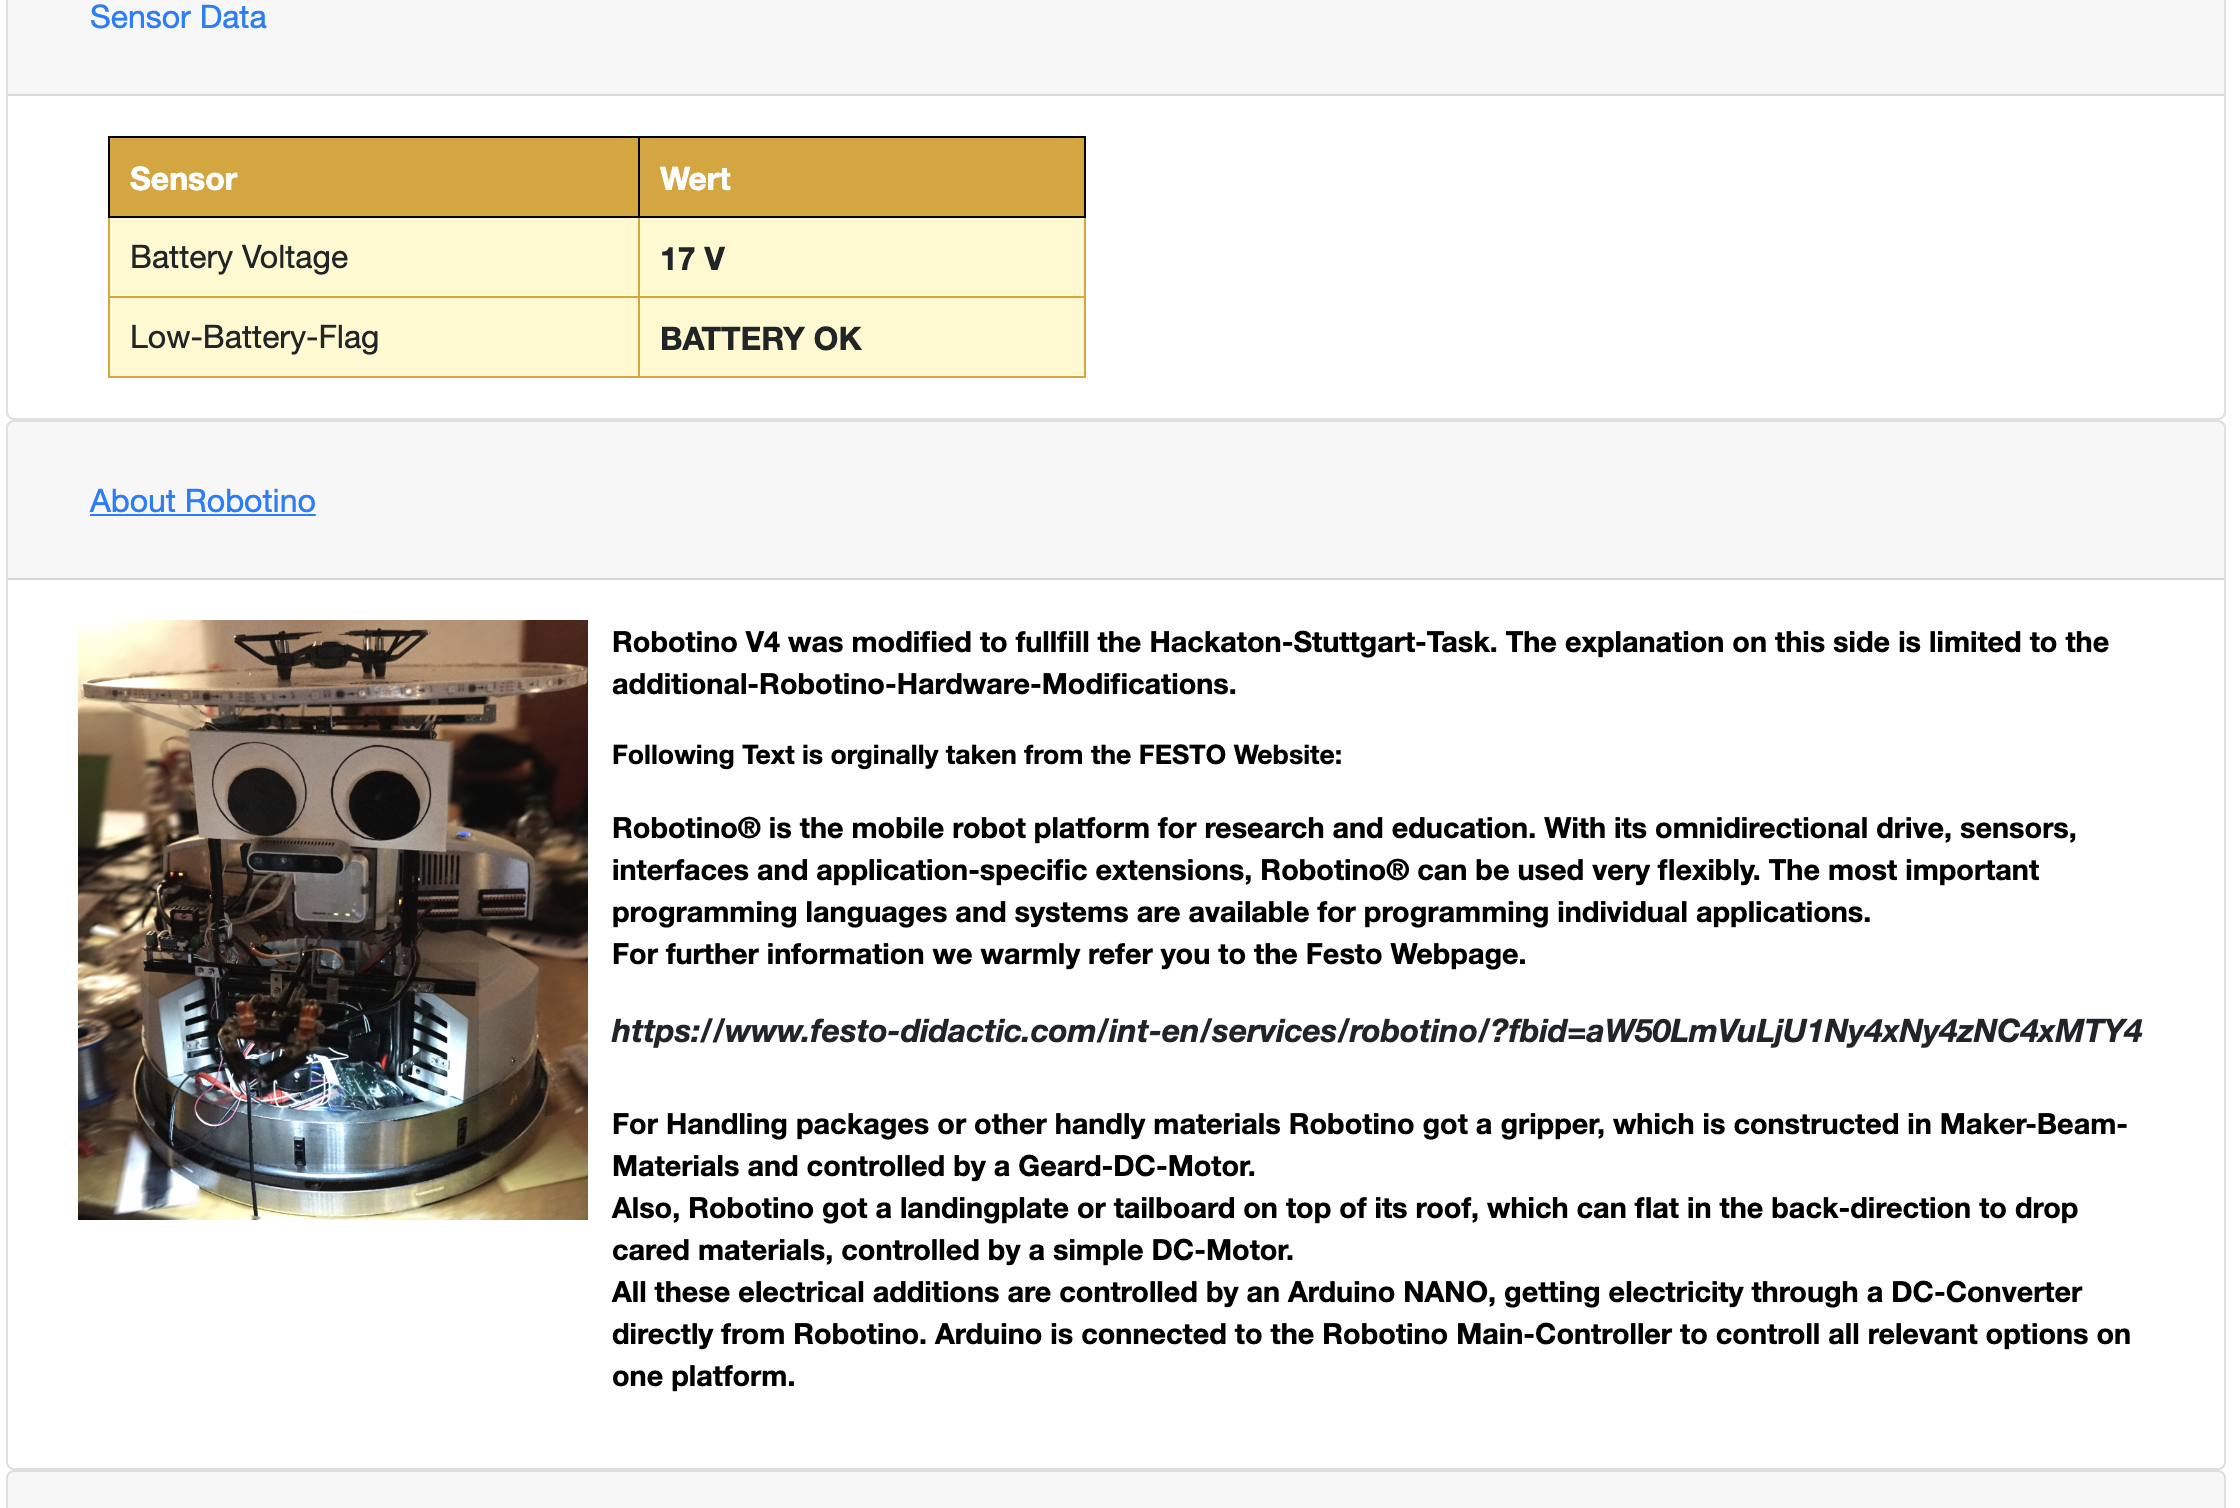 Sensor Data
Sensor Wert
Battery Voltage 17 V
Low-Battery-Flag BATTERY OK
About Robotino
Robotino V4 was modified to fullfill the Hackaton-Stuttgart-Task. The explanation on this side is limited to the
additional-Robotino-Hardware-Modifications.
Following Text is orginally taken from the FESTO Website:
Robotino® is the mobile robot platform for research and education. With its omnidirectional drive, sensors,
interfaces and application-specific extensions, Robotino® can be used very flexibly. The most important
programming languages and systems are available for programming individual applications.
For further information we warmly refer you to the Festo Webpage.
https://www.festo-didactic.com/int-en/services/robotino/?fbid=aW50LmVuLjU1Ny4xNy4zNC4xMTY4
For Handling packages or other handly materials Robotino got a gripper, which is constructed in Maker-Beam-
Materials and controlled by a Geard-DC-Motor.
Also, Robotino got a landingplate or tailboard on top of its roof, which can flat in the back-direction to drop
cared materials, controlled by a simple DC-Motor.
All these electrical additions are controlled by an Arduino NANO, getting electricity through a DC-Converter
directly from Robotino. Arduino is connected to the Robotino Main-Controller to controll all relevant options on
one platform.